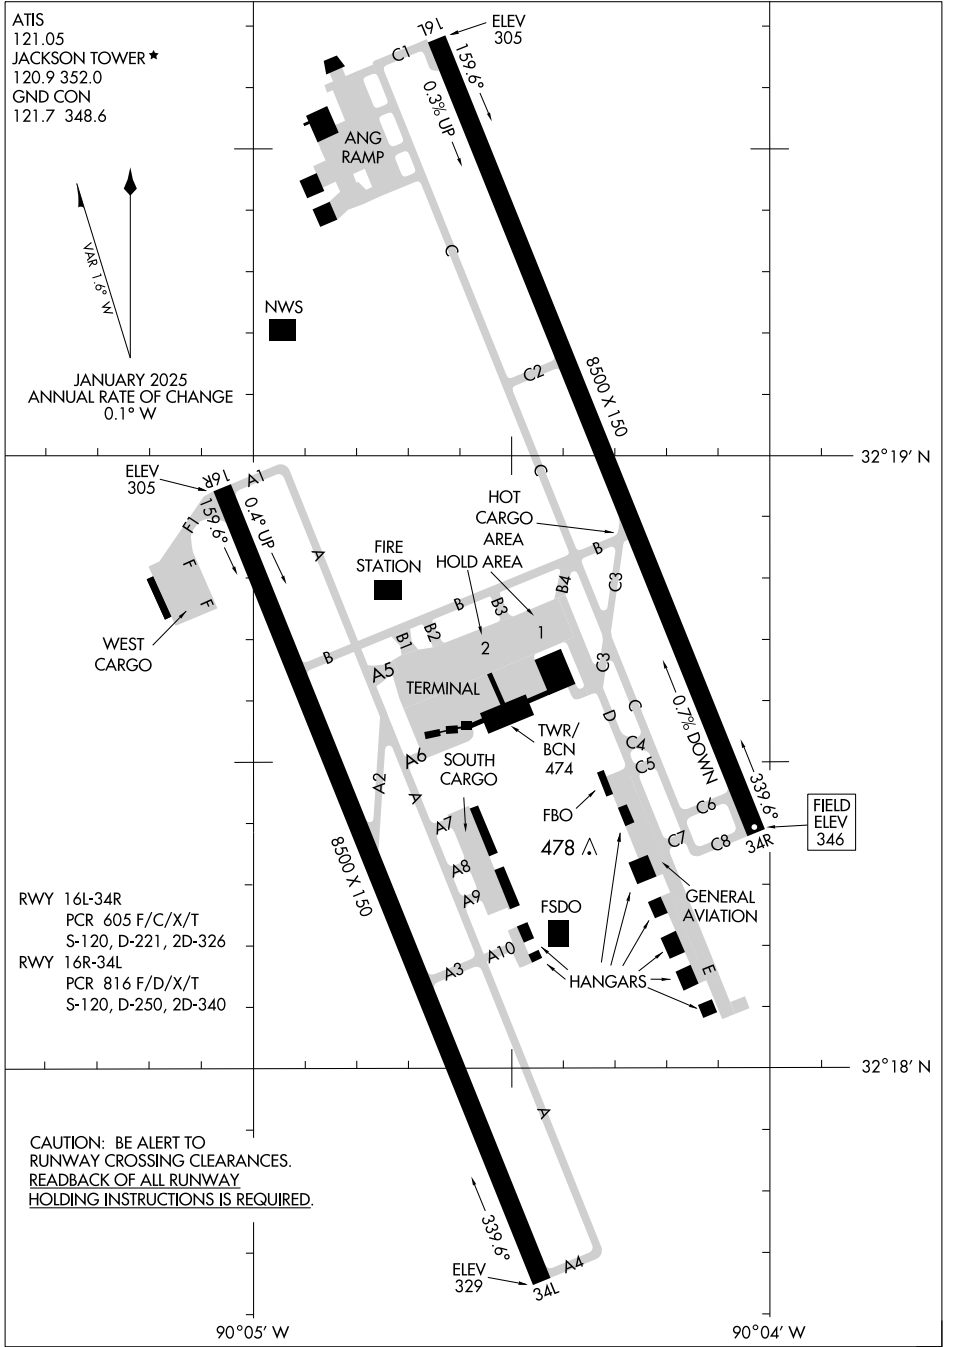 ATIS
121.05
JACKSON TOWER ★
120.9 352.0
GND CON
121.7 348.6
16L
ELEV
305
159.6°
0.3% UP
C1
ANG
RAMP
VAR 1.6° W
JANUARY 2025
ANNUAL RATE OF CHANGE
0.1° W
NWS
C
C2
8500 X 150
32°19' N
ELEV
305
16R
A1
159.6°
0.4° UP
F1
F
F
WEST
CARGO
A
FIRE
STATION
HOT
CARGO
AREA
HOLD AREA
C
B
B4
C3
B
B3
B2
B1
B
1
2
A5
TERMINAL
C3
D
C
C4
C5
0.7% DOWN
339.6°
TWR/
BCN
474
A6
SOUTH
CARGO
A2
A
A7
A8
A9
FBO
478
C6
C7
C8
34R
FIELD
ELEV
346
GENERAL
AVIATION
8500 X 150
RWY 16L-34R
PCR 605 F/C/X/T
S-120, D-221, 2D-326
RWY 16R-34L
PCR 816 F/D/X/T
S-120, D-250, 2D-340
FSDO
A3
A10
HANGARS
E
32°18' N
A
CAUTION: BE ALERT TO
RUNWAY CROSSING CLEARANCES.
READBACK OF ALL RUNWAY
HOLDING INSTRUCTIONS IS REQUIRED.
339.6°
ELEV
329
34L
A4
90°05' W
90°04' W